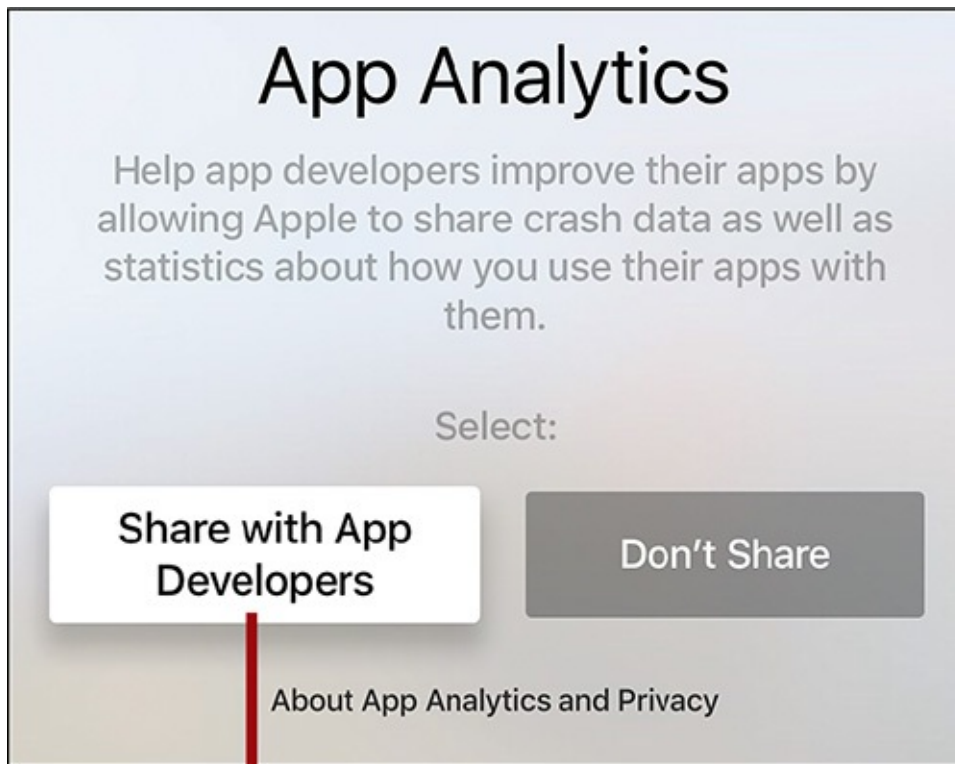 App Analytics
Help app developers improve their apps by
allowing Apple to share crash data as well as
statistics about how you use their apps with
them.
Select:
Share with App
Developers
Don't Share
About App Analytics and Privacy